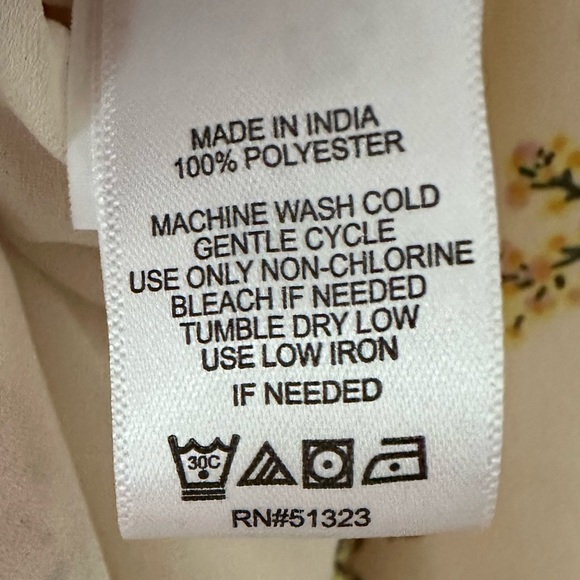 MADE IN INDIA
100% POLYESTER
MACHINE WASH COLD
GENTLE CYCLE
USE ONLY NON-CHLORINE
BLEACH IF NEEDED
TUMBLE DRY LOW
USE LOW IRON
IF NEEDED
30C
RN#51323